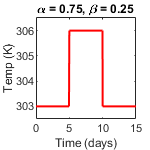 α = 0.75, β = 0.25
Temp (K)
306
305
304
303
0
5
10
15
Time (days)